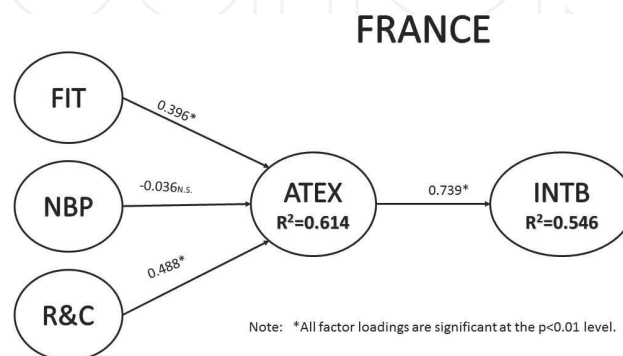 FRANCE
FIT
0.396*
NBP
-0.036N.S.
ATEX
R²=0.614
0.739*
INTB
R²=0.546
0.488*
R&C
Note: *All factor loadings are significant at the p<0.01 level.